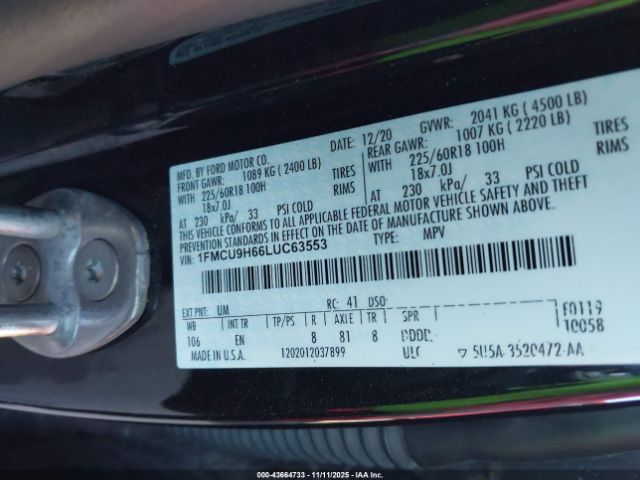 MFD. BY FORD MOTOR CO. DATE: 12/20 GVWR: 2041 KG ( 4500 LB)
FRONT GAWR: 1089 KG ( 2400 LB) REAR GAWR: 1007 KG ( 2220 LB)
WITH 225/60R18 100H TIRES WITH 225/60R18 100H TIRES
18x7.0J RIMS 18x7.0J RIMS
AT 230 kPa/ 33 PSI COLD AT 230 kPa/ 33 PSI COLD
THIS VEHICLE CONFORMS TO ALL APPLICABLE FEDERAL MOTOR VEHICLE SAFETY AND THEFT
PREVENTION STANDARDS IN EFFECT ON THE DATE OF MANUFACTURE SHOWN ABOVE.
VIN: 1FMCU9H66LUC63553 TYPE: MPV
EXT PNT: UM RC: 41 DSO:
WB INT TR TP/PS R AXLE TR SPR F0119
106 EN 8 81 8 DDDD 10058
MADE IN U.S.A. 1202012037899 ULC 5U5A-3520472-AA
000-43664733 - 11/11/2025 - IAA Inc.